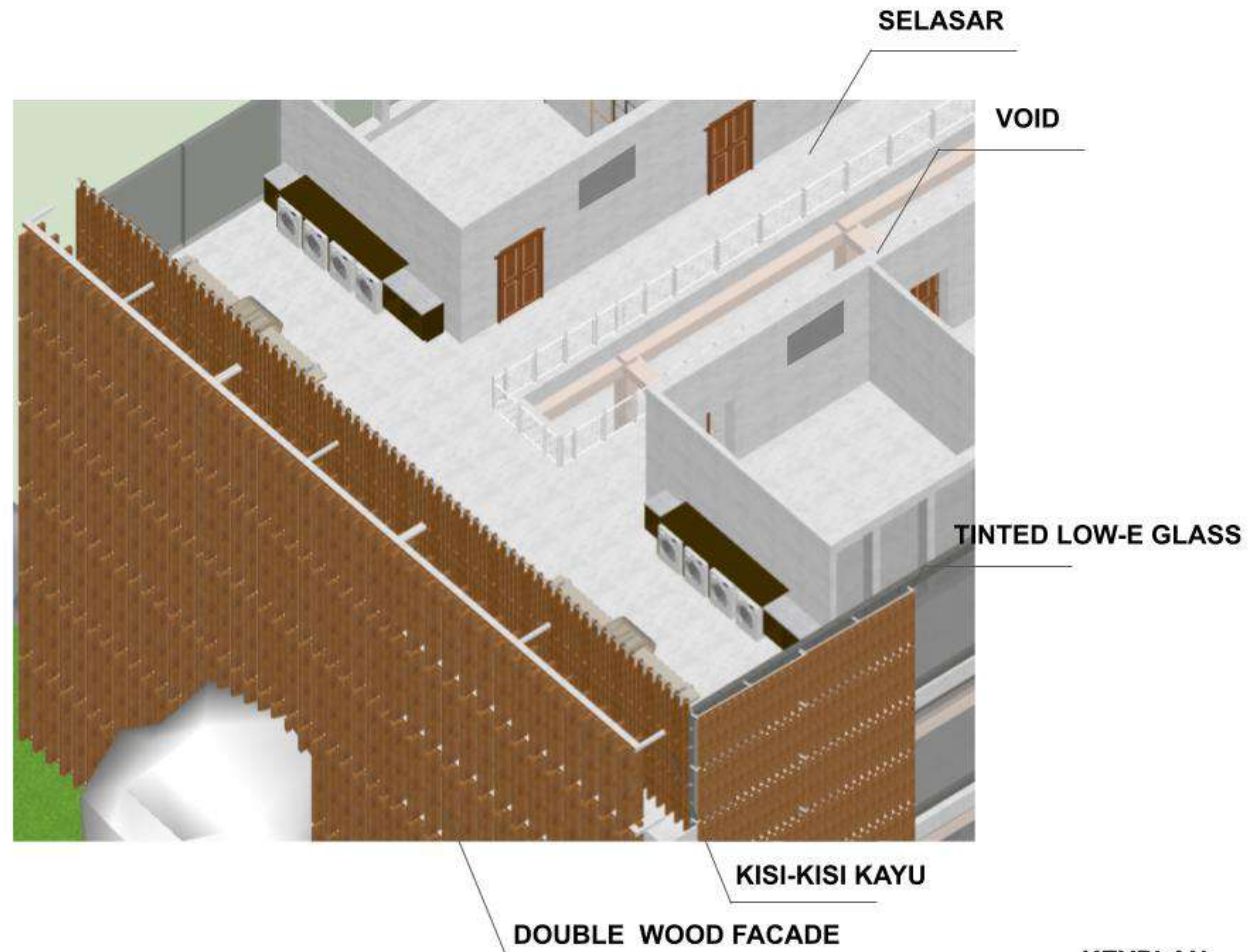 SELASAR
VOID
TINTED LOW-E GLASS
KISI-KISI KAYU
DOUBLE WOOD FACADE